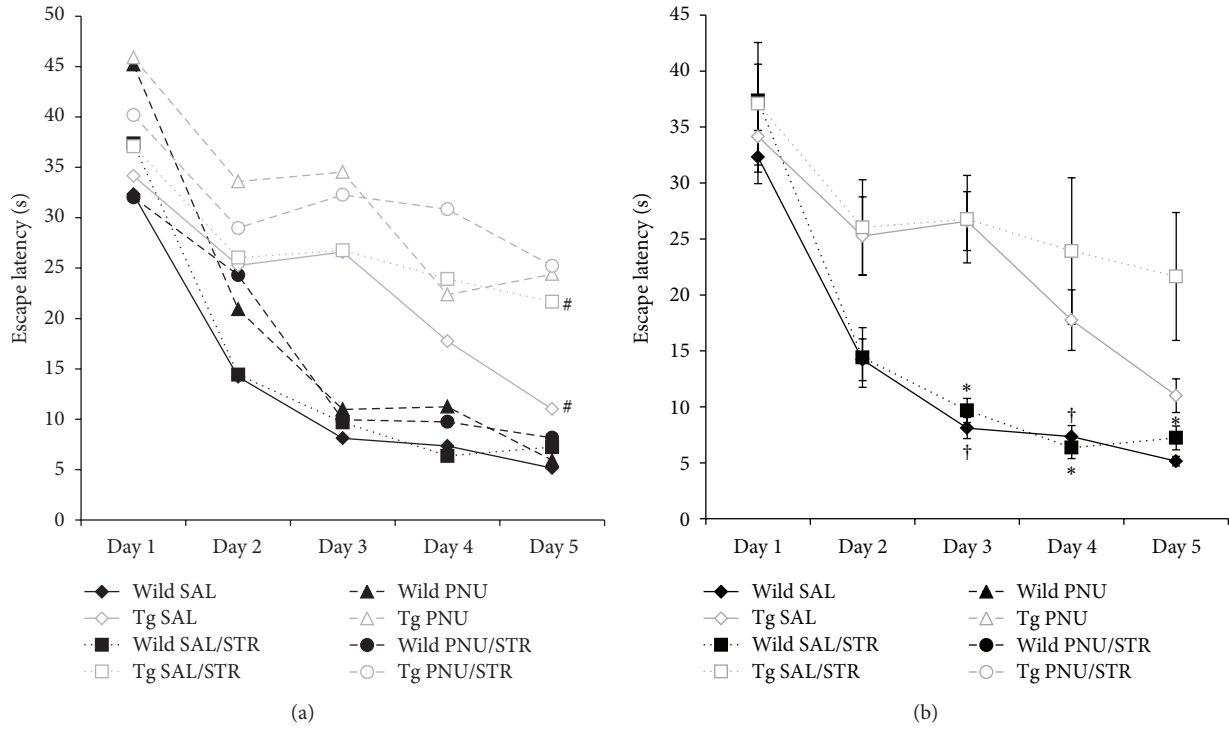 50
45
40
35
30
25
20
15
10
5
0
Escape latency (s)
#
#
Day 1 Day 2 Day 3 Day 4 Day 5
Wild SAL Wild PNU
Tg SAL Tg PNU
Wild SAL/STR Wild PNU/STR
Tg SAL/STR Tg PNU/STR
(a)
45
40
35
30
25
20
15
10
5
0
Escape latency (s)
* † *
† *
Day 1 Day 2 Day 3 Day 4 Day 5
Wild SAL Wild PNU
Tg SAL Tg PNU
Wild SAL/STR Wild PNU/STR
Tg SAL/STR Tg PNU/STR
(b)